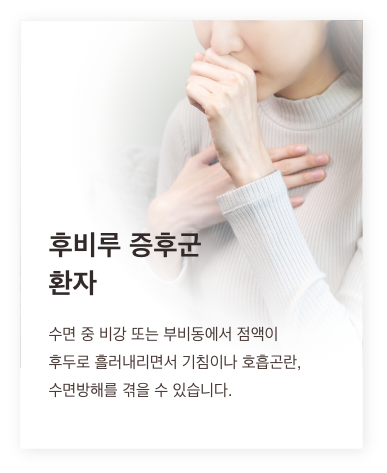 후비루 증후군
환자
수면 중 비강 또는 부비동에서 점액이
후두로 흘러내리면서 기침이나 호흡곤란,
수면방해를 겪을 수 있습니다.